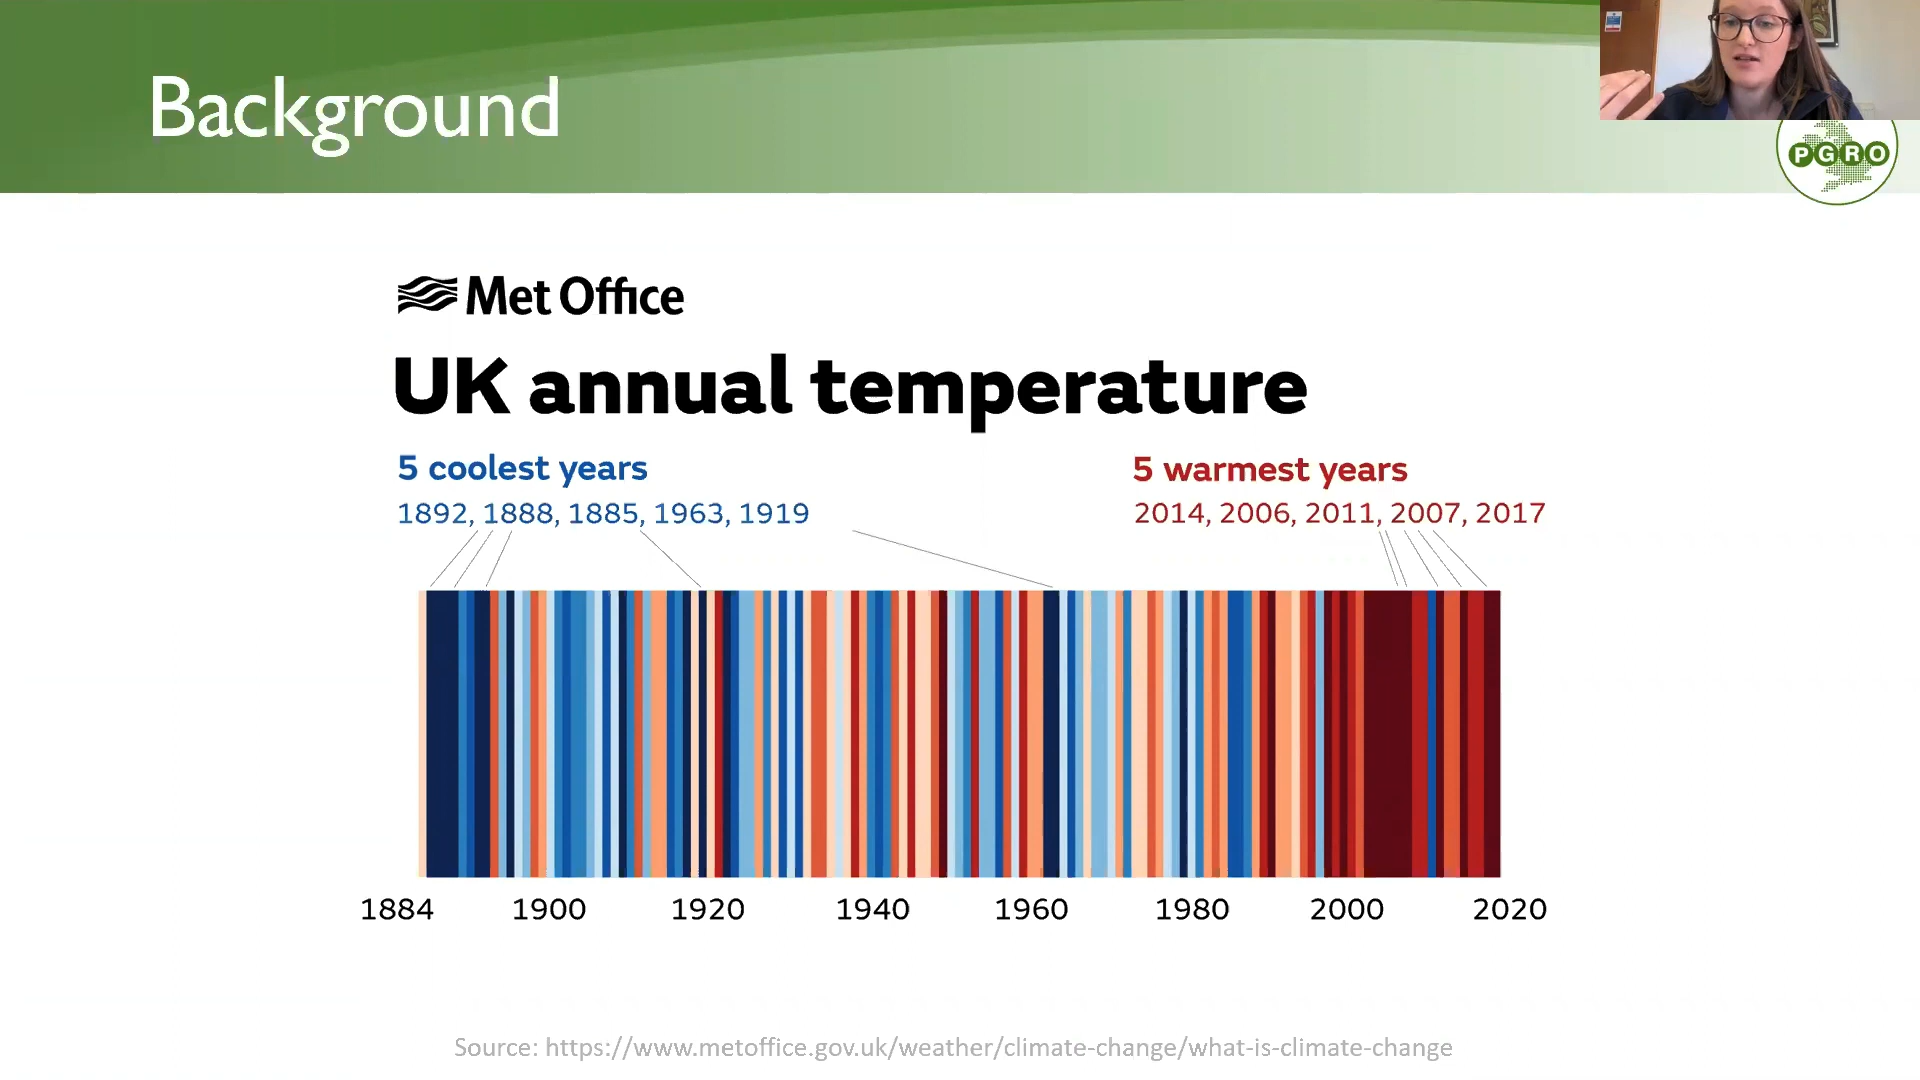 Background
PGRO
Met Office
UK annual temperature
5 coolest years
1892, 1888, 1885, 1963, 1919
5 warmest years
2014, 2006, 2011, 2007, 2017
1884 1900 1920 1940 1960 1980 2000 2020
Source: https://www.metoffice.gov.uk/weather/climate-change/what-is-climate-change